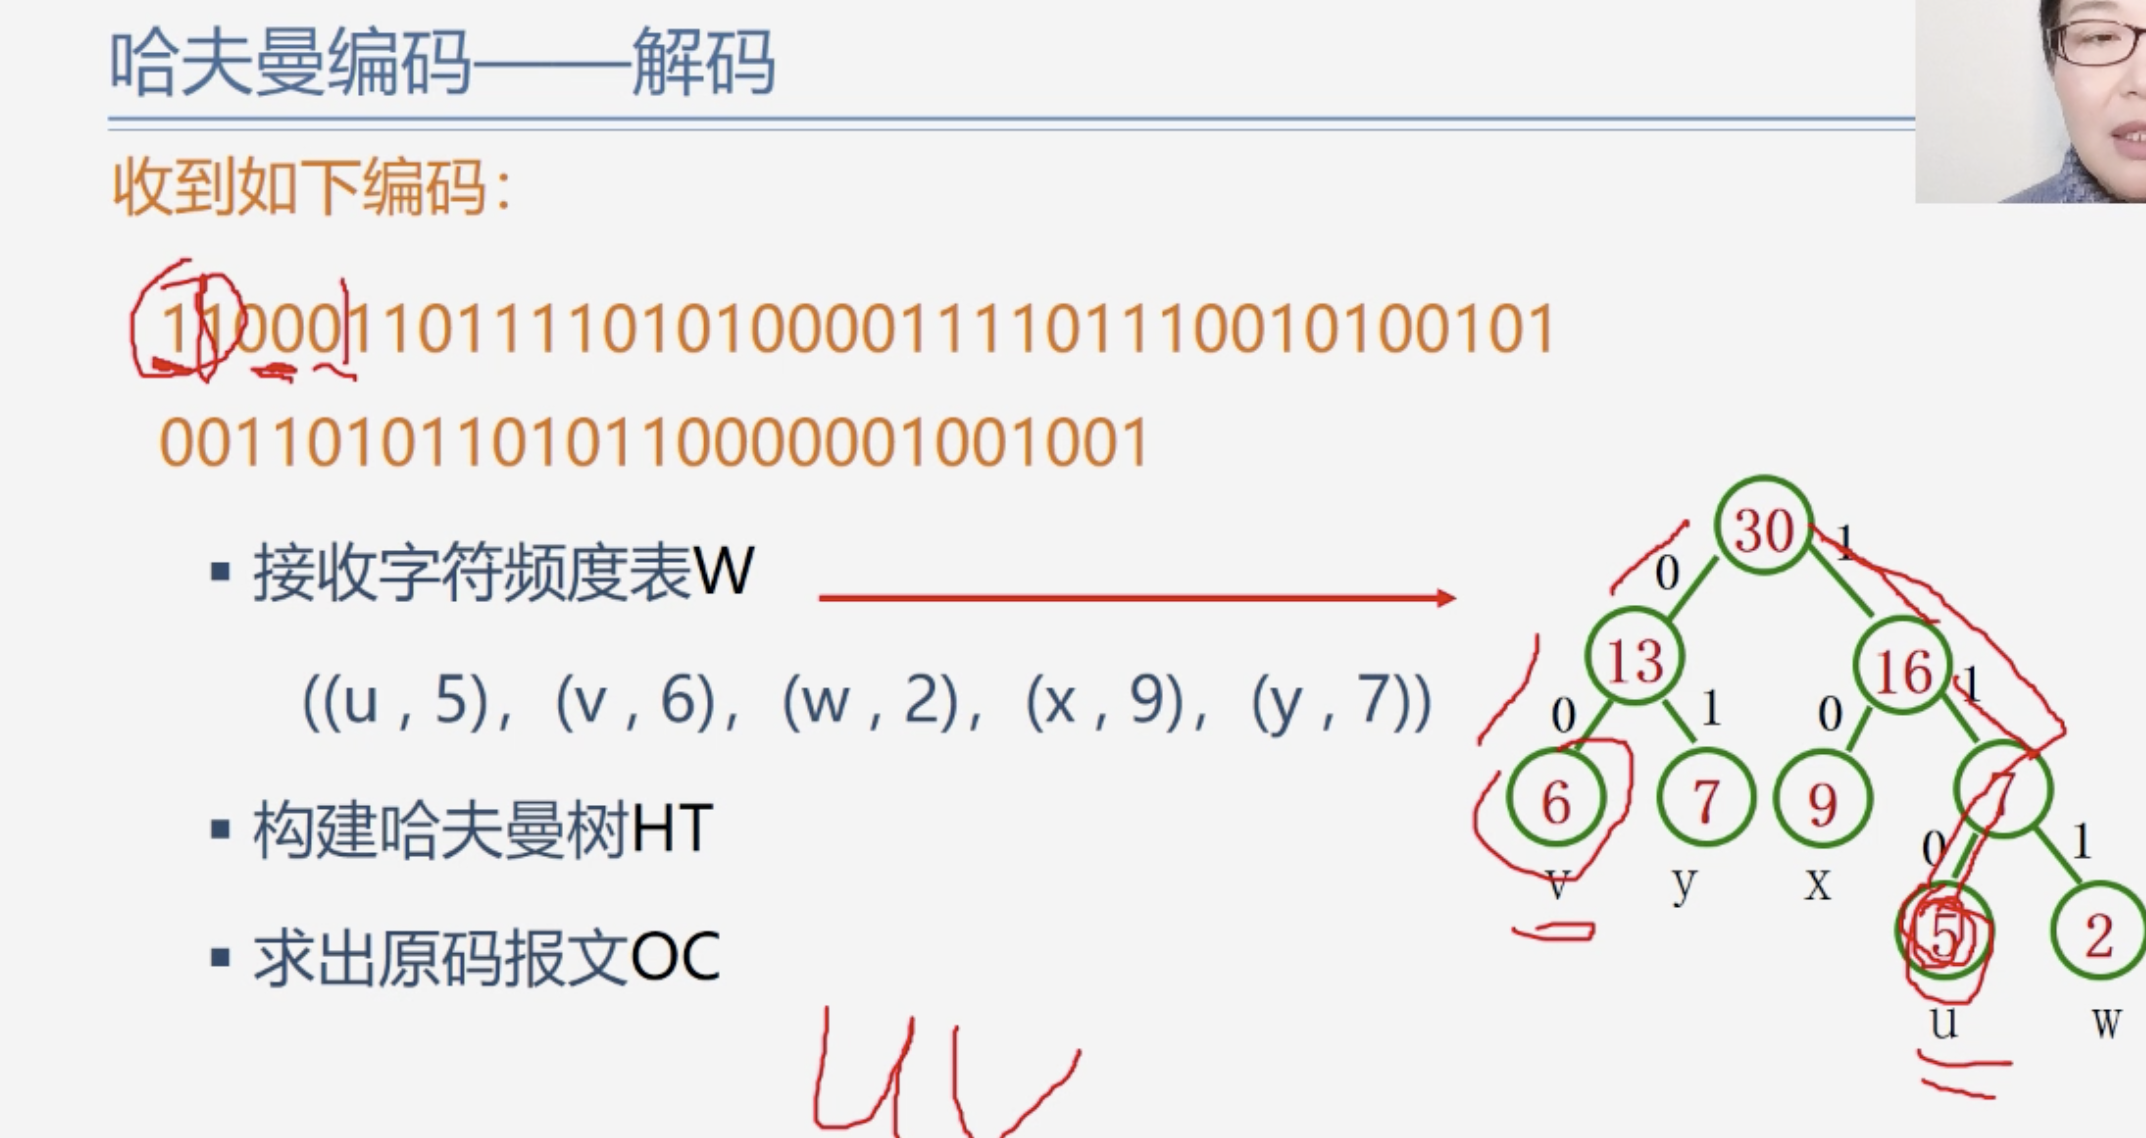 哈夫曼编码——解码
收到如下编码：
11000110111101010000111101110010100101
001101011010110000001001001
▪ 接收字符频度表W
((u , 5)，(v , 6)，(w , 2)，(x , 9)，(y , 7))
▪ 构建哈夫曼树HT
▪ 求出原码报文OC
30
0 1
13 16
0 1 0 1
6 7 9 7
v y x
0 1
5 2
u w
u v